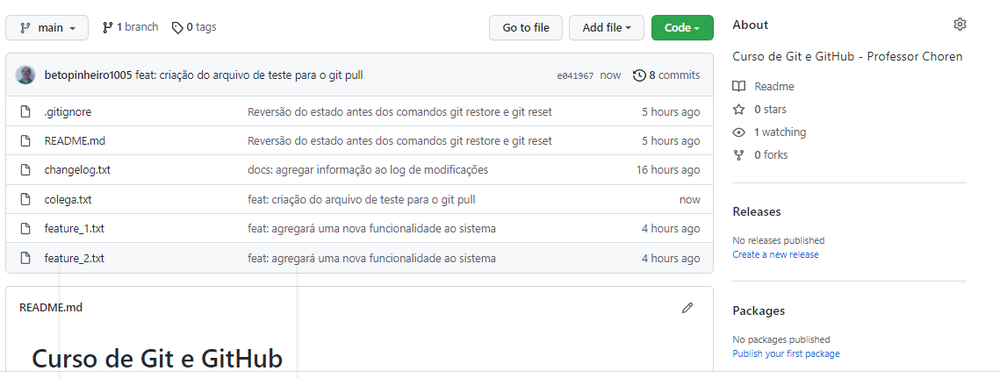 main
1 branch
0 tags
Go to file
Add file
Code
betopinheiro1005 feat: criação do arquivo de teste para o git pull
e041967 now
8 commits
.gitignore
Reversão do estado antes dos comandos git restore e git reset
5 hours ago
README.md
Reversão do estado antes dos comandos git restore e git reset
5 hours ago
changelog.txt
docs: agregar informação ao log de modificações
16 hours ago
colega.txt
feat: criação do arquivo de teste para o git pull
now
feature_1.txt
feat: agregará uma nova funcionalidade ao sistema
4 hours ago
feature_2.txt
feat: agregará uma nova funcionalidade ao sistema
4 hours ago
README.md
Curso de Git e GitHub
About
Curso de Git e GitHub - Professor Choren
Readme
0 stars
1 watching
0 forks
Releases
No releases published
Create a new release
Packages
No packages published
Publish your first package